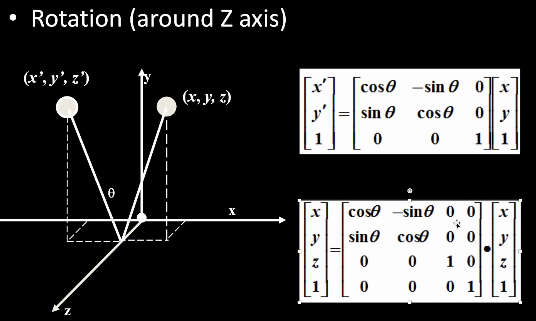 • Rotation (around Z axis)
(x', y', z')
y
(x, y, z)
θ
x
z
[x'] [cosθ −sinθ 0] [x]
[y'] = [sinθ cosθ 0] [y]
[1] [0 0 1] [1]
[x] [cosθ −sinθ 0 0] [x]
[y] = [sinθ cosθ 0 0] • [y]
[z] [0 0 1 0] [z]
[1] [0 0 0 1] [1]